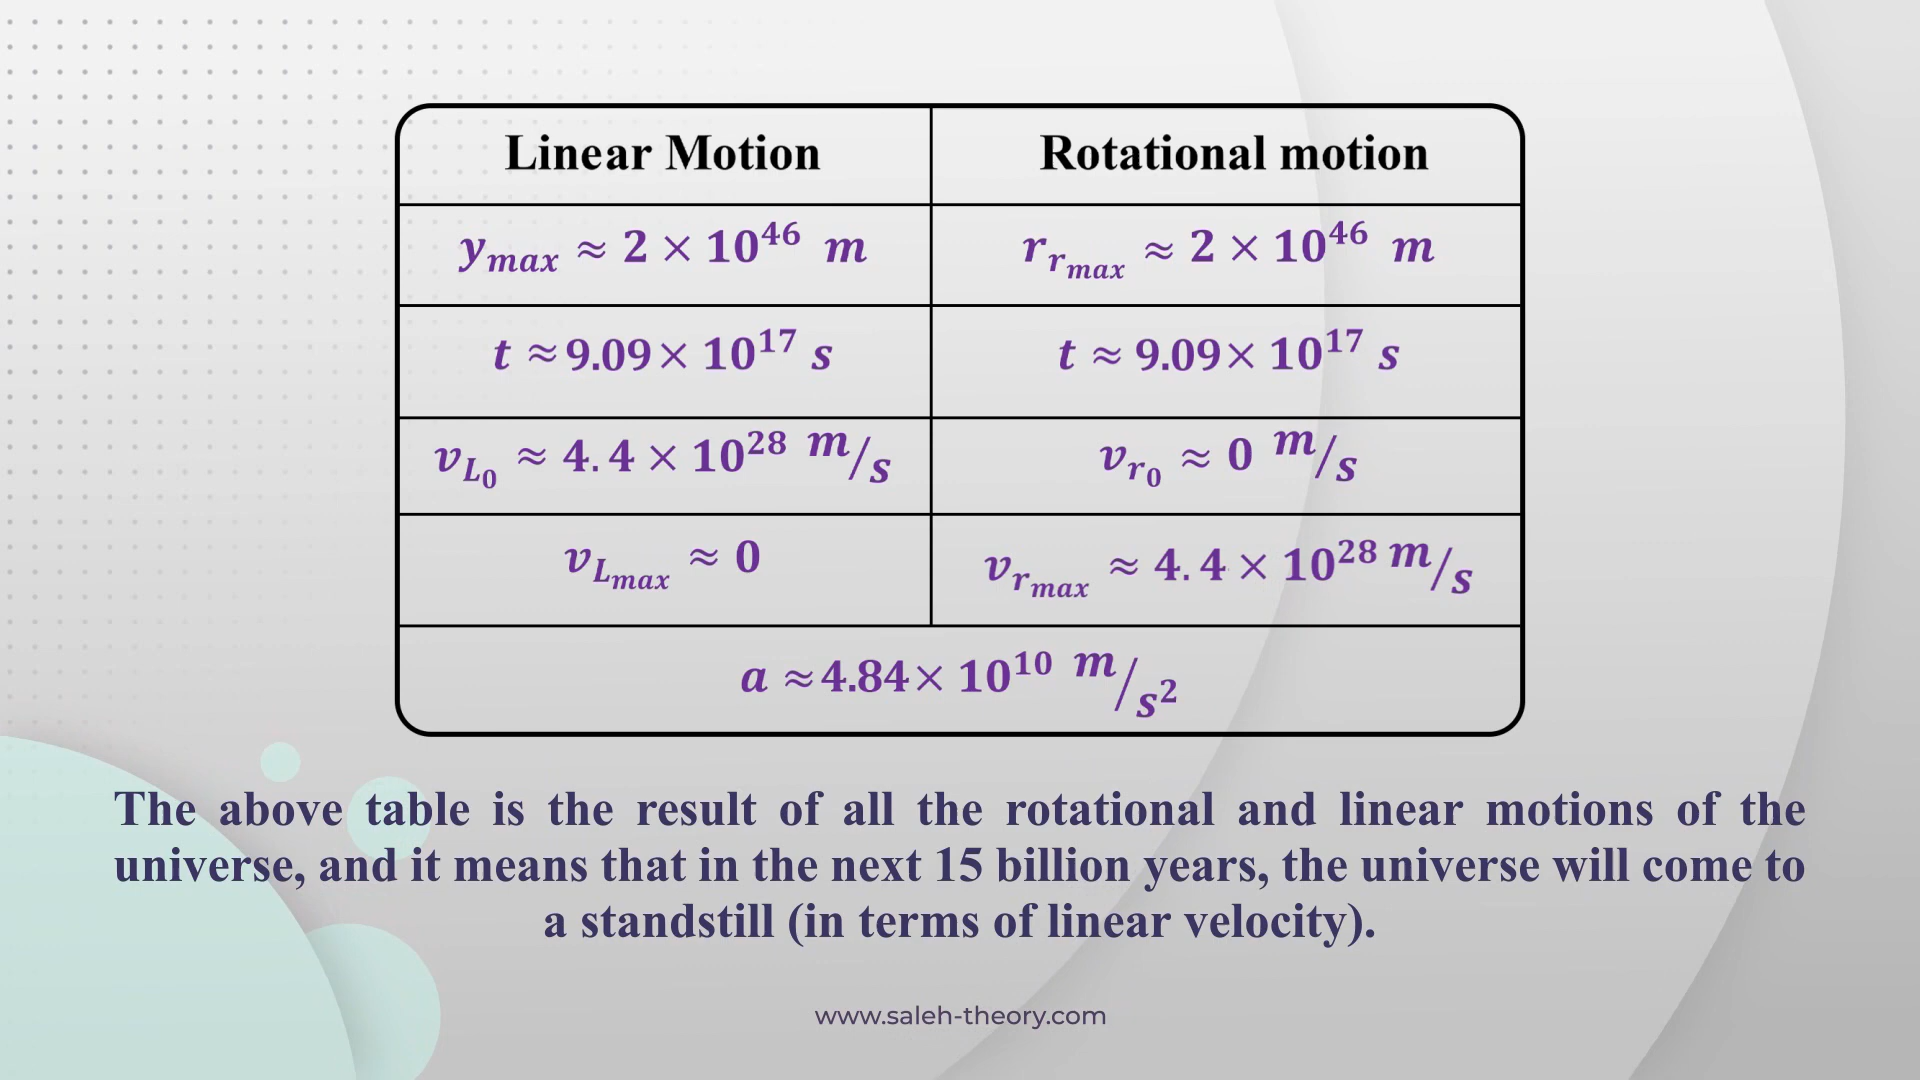 Linear Motion Rotational motion
y_max ≈ 2 × 10^46 m r_r_max ≈ 2 × 10^46 m
t ≈ 9.09 × 10^17 s t ≈ 9.09 × 10^17 s
v_L_0 ≈ 4.4 × 10^28 m/s v_r_0 ≈ 0 m/s
v_L_max ≈ 0 v_r_max ≈ 4.4 × 10^28 m/s
a ≈ 4.84 × 10^10 m/s^2
The above table is the result of all the rotational and linear motions of the
universe, and it means that in the next 15 billion years, the universe will come to
a standstill (in terms of linear velocity).
www.saleh-theory.com